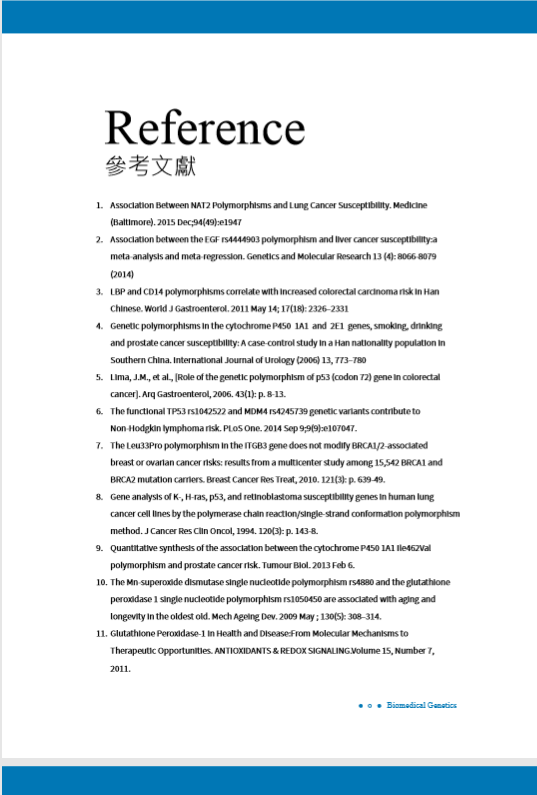 Reference
參考文獻
1. Association Between NAT2 Polymorphisms and Lung Cancer Susceptibility. Medicine
(Baltimore). 2015 Dec;94(49):e1947
2. Association between the EGF rs4444903 polymorphism and liver cancer susceptibility:a
meta-analysis and meta-regression. Genetics and Molecular Research 13 (4): 8066-8079
(2014)
3. LBP and CD14 polymorphisms correlate with increased colorectal carcinoma risk in Han
Chinese. World J Gastroenterol. 2011 May 14; 17(18): 2326–2331
4. Genetic polymorphisms in the cytochrome P450 1A1 and 2E1 genes, smoking, drinking
and prostate cancer susceptibility: A case-control study in a Han nationality population in
Southern China. International Journal of Urology (2006) 13, 773–780
5. Lima, J.M., et al., [Role of the genetic polymorphism of p53 (codon 72) gene in colorectal
cancer]. Arq Gastroenterol, 2006. 43(1): p. 8-13.
6. The functional TP53 rs1042522 and MDM4 rs4245739 genetic variants contribute to
Non-Hodgkin lymphoma risk. PLoS One. 2014 Sep 9;9(9):e107047.
7. The Leu33Pro polymorphism in the ITGB3 gene does not modify BRCA1/2-associated
breast or ovarian cancer risks: results from a multicenter study among 15,542 BRCA1 and
BRCA2 mutation carriers. Breast Cancer Res Treat, 2010. 121(3): p. 639-49.
8. Gene analysis of K-, H-ras, p53, and retinoblastoma susceptibility genes in human lung
cancer cell lines by the polymerase chain reaction/single-strand conformation polymorphism
method. J Cancer Res Clin Oncol, 1994. 120(3): p. 143-8.
9. Quantitative synthesis of the association between the cytochrome P450 1A1 Ile462Val
polymorphism and prostate cancer risk. Tumour Biol. 2013 Feb 6.
10. The Mn-superoxide dismutase single nucleotide polymorphism rs4880 and the glutathione
peroxidase 1 single nucleotide polymorphism rs1050450 are associated with aging and
longevity in the oldest old. Mech Ageing Dev. 2009 May ; 130(5): 308–314.
11. Glutathione Peroxidase-1 in Health and Disease:From Molecular Mechanisms to
Therapeutic Opportunities. ANTIOXIDANTS & REDOX SIGNALING.Volume 15, Number 7,
2011.
Biomedical Genetics